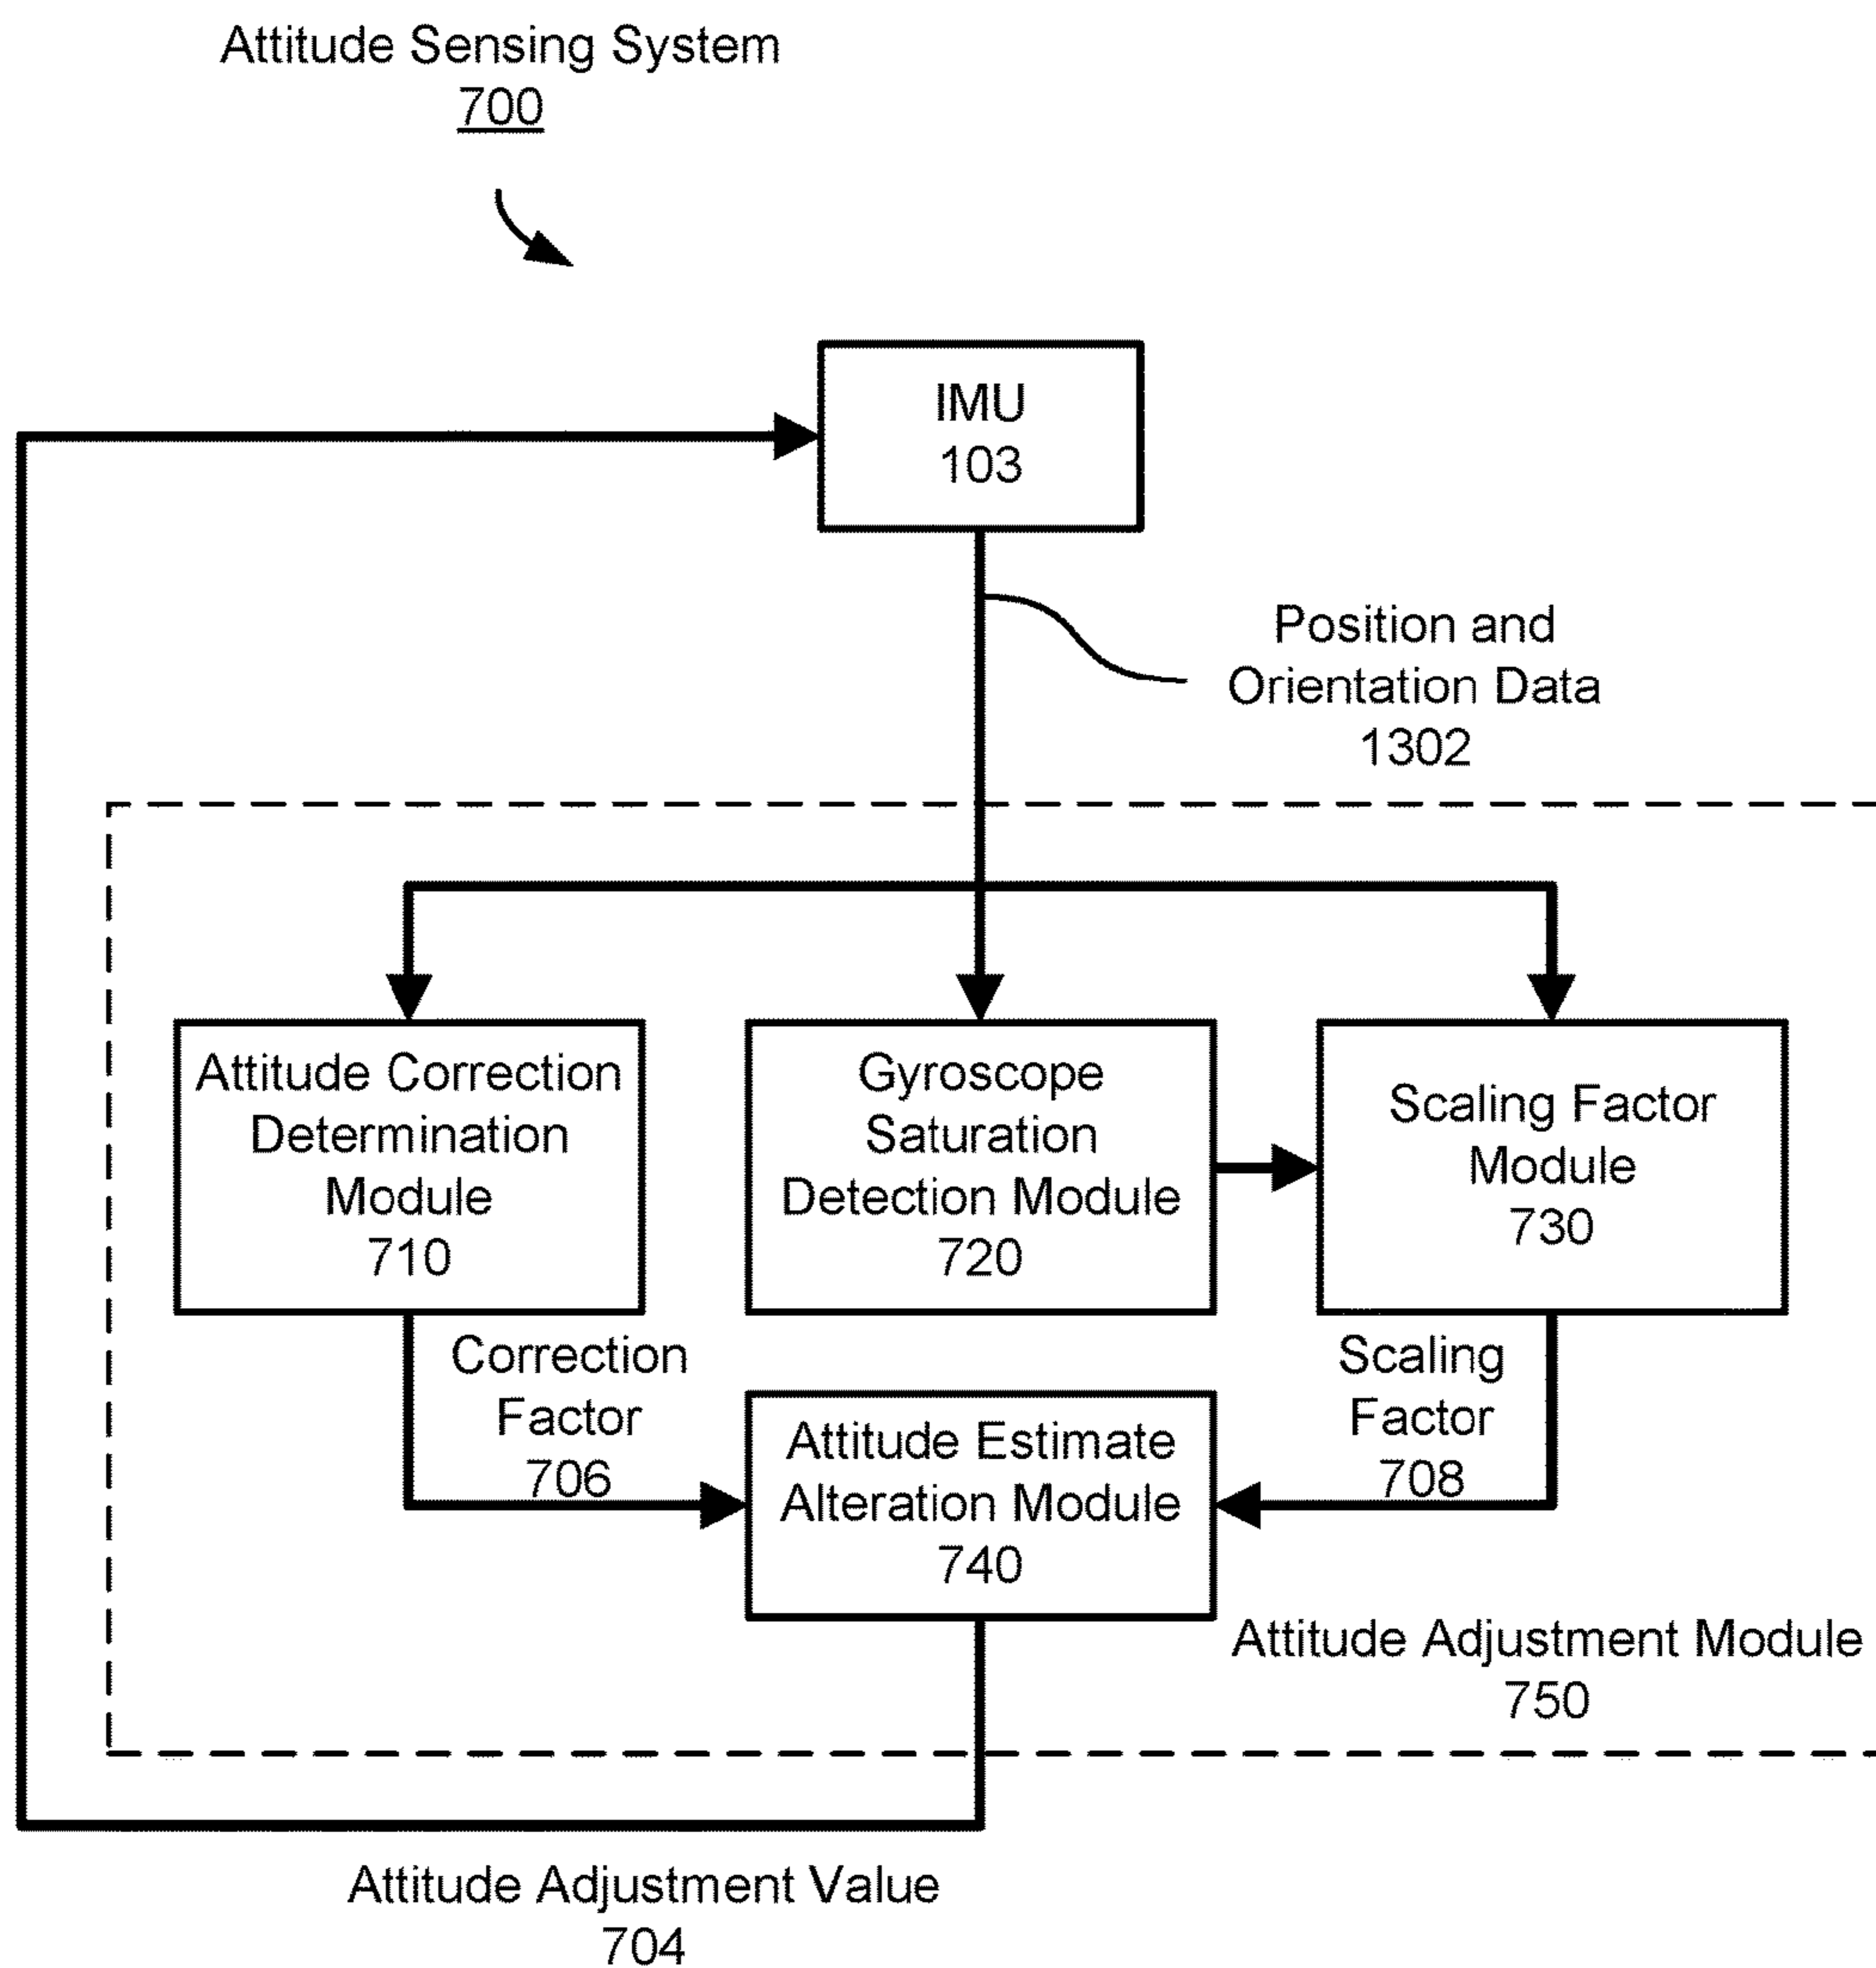 Attitude Sensing System
700
IMU
103
Position and
Orientation Data
1302
Attitude Correction
Determination
Module
710
Gyroscope
Saturation
Detection Module
720
Scaling Factor
Module
730
Correction
Factor
706
Scaling
Factor
708
Attitude Estimate
Alteration Module
740
Attitude Adjustment Module
750
Attitude Adjustment Value
704